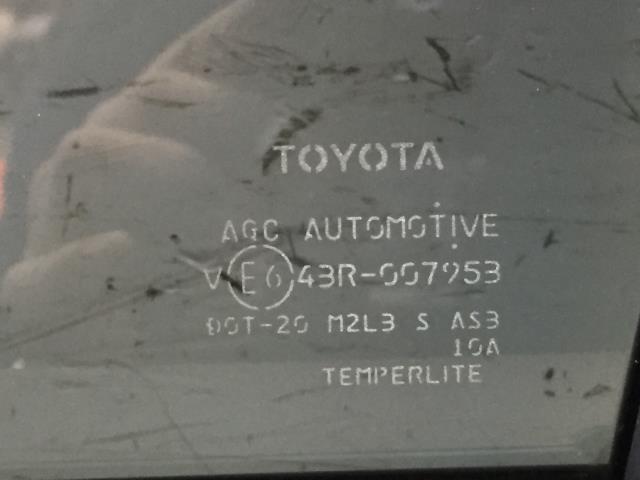 TOYOTA
AGC AUTOMOTIVE
V E6 43R-007953
DOT-20 M2L3 S AS3
10A
TEMPERLITE